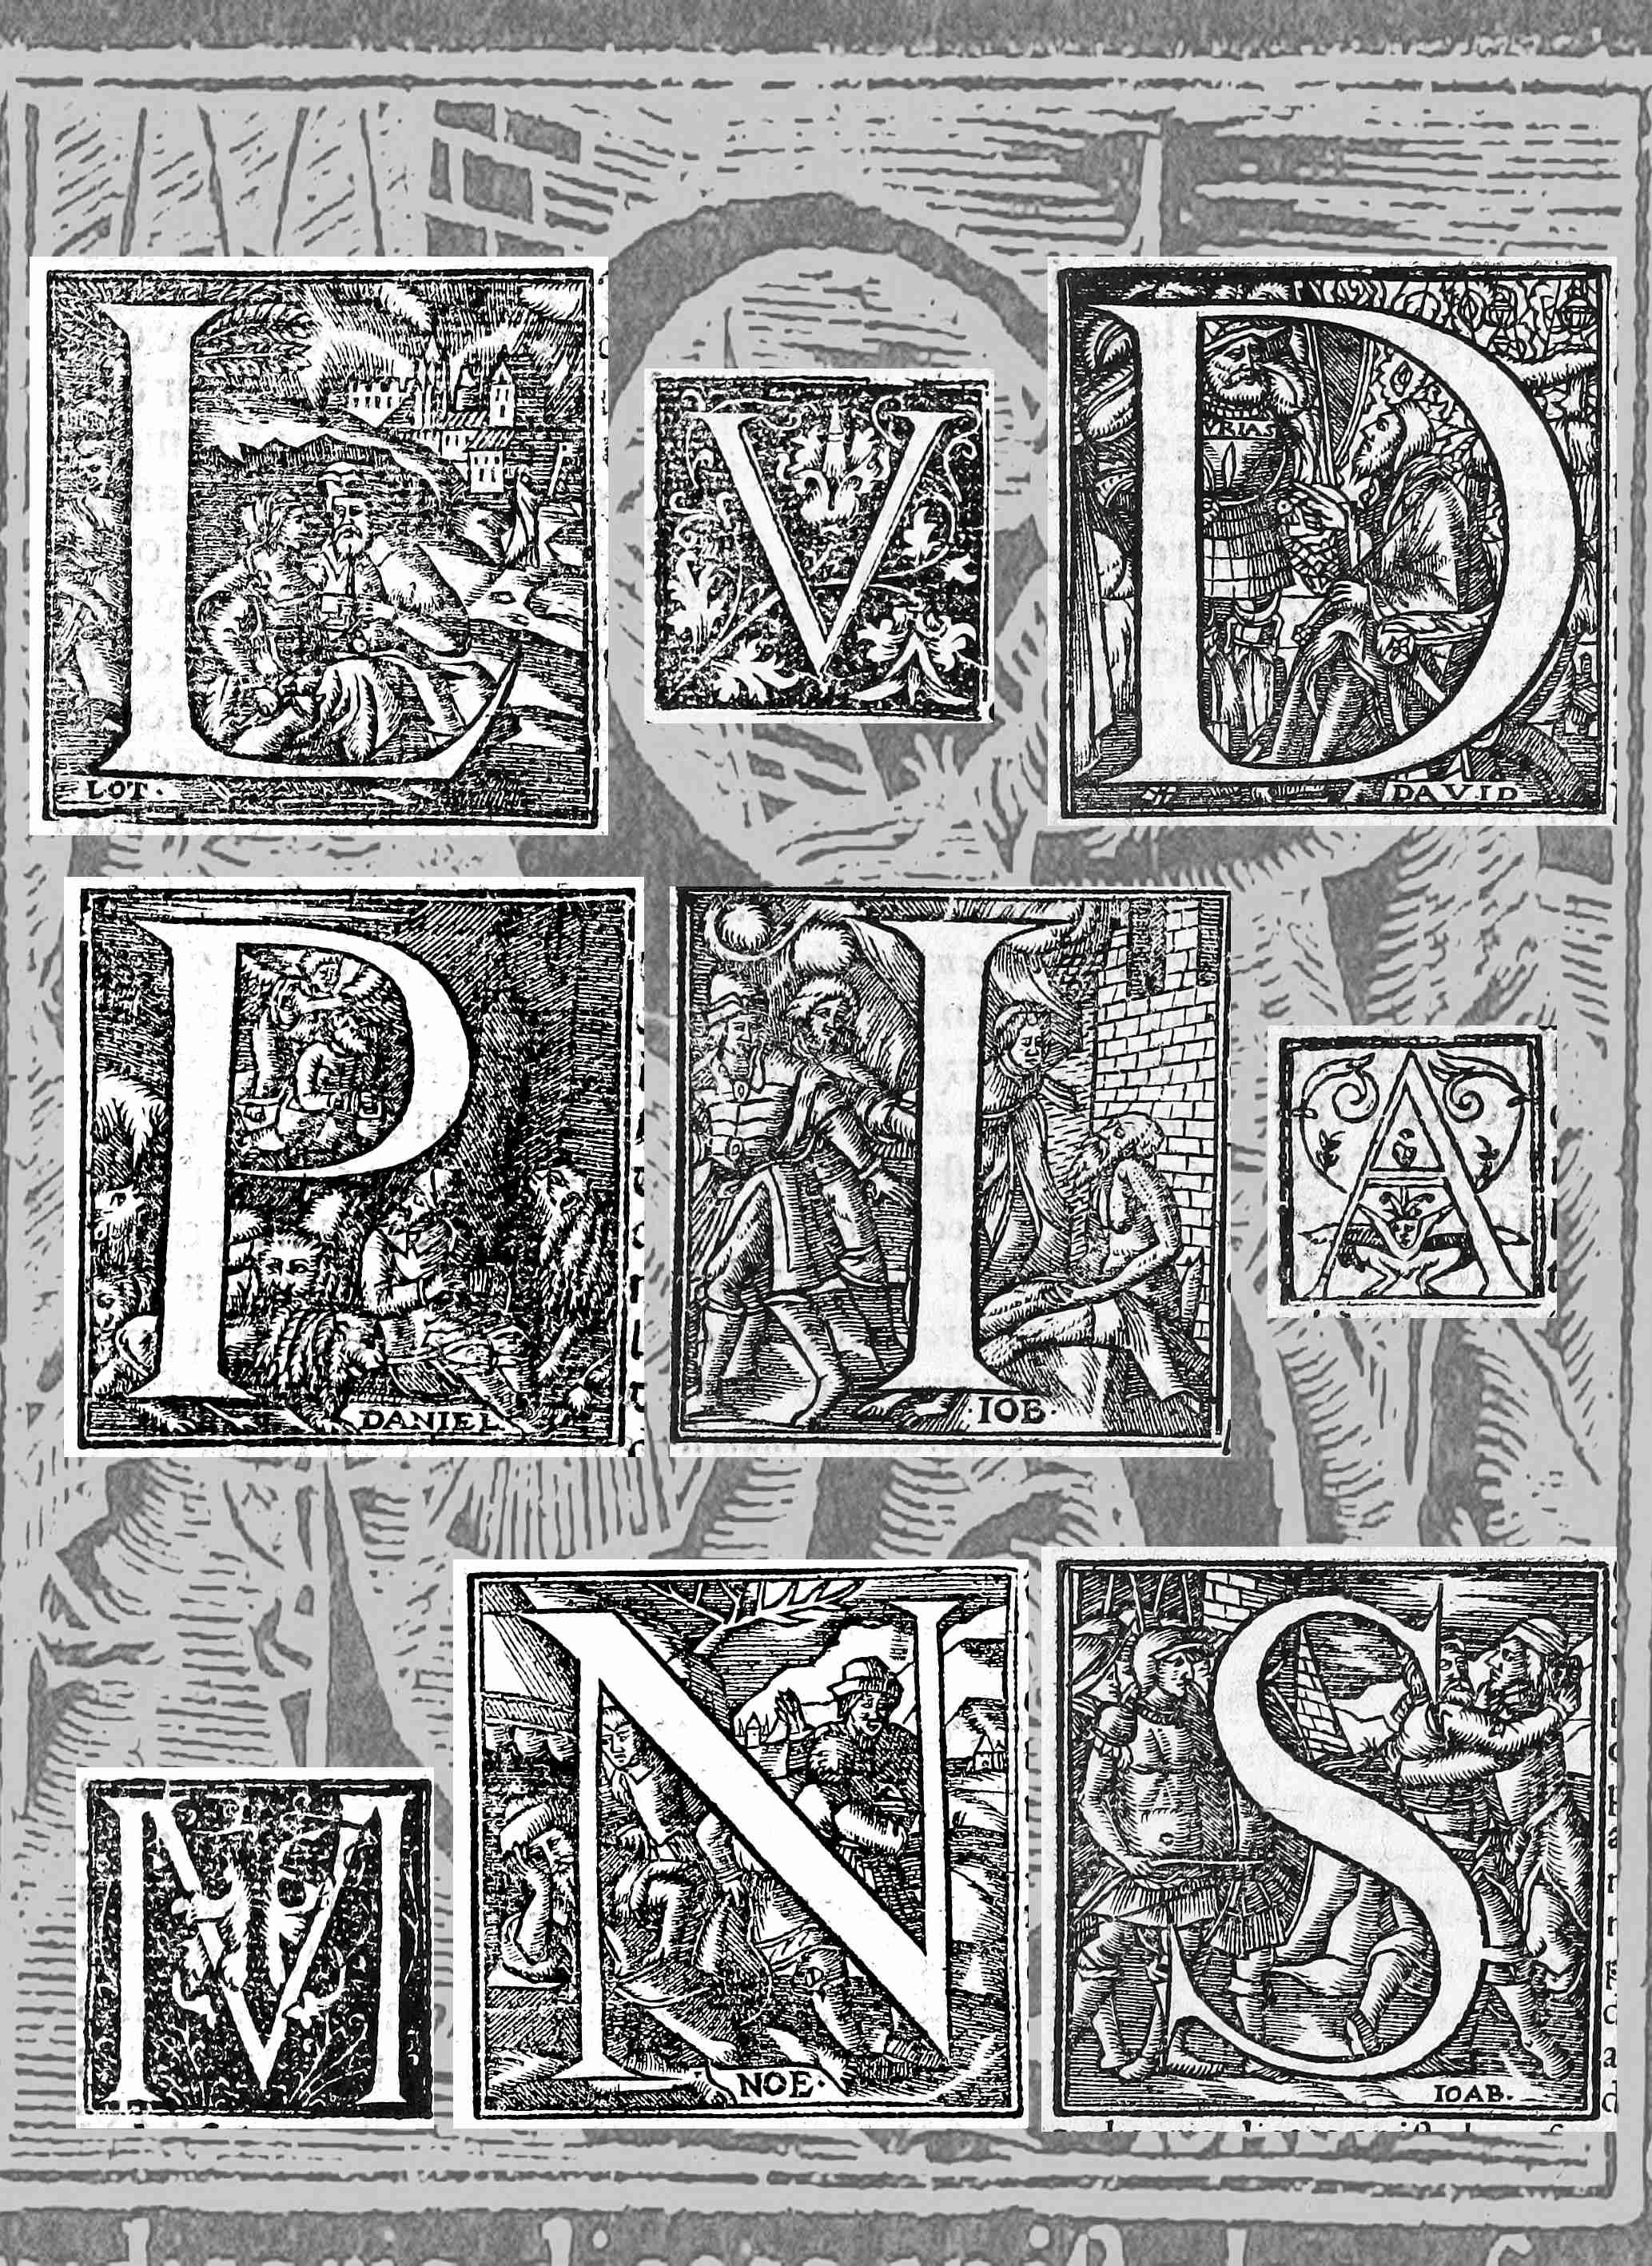 L V D
LOT.
VRIAS
DAVID
P I A
DANIEL
·IOB·
M N S
NOE·
IOAB.